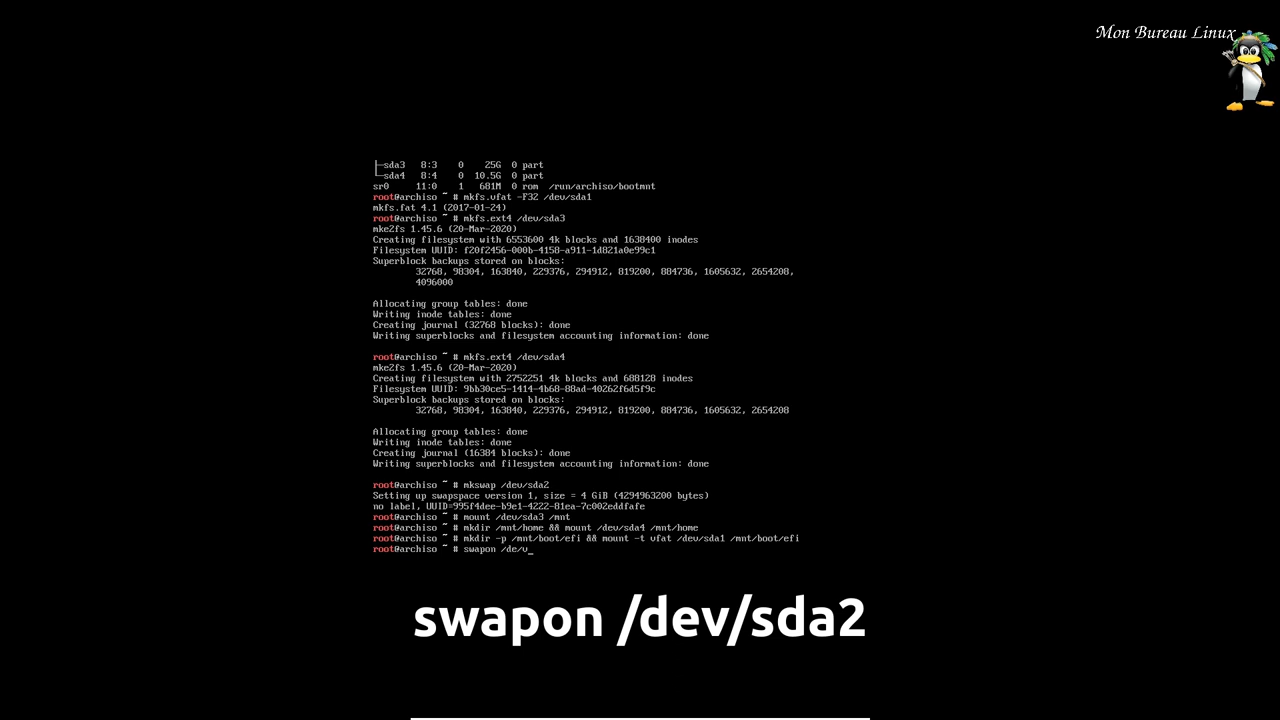 Mon Bureau Linux
├─sda3   8:3    0    25G  0 part
└─sda4   8:4    0  10.5G  0 part
sr0     11:0    1   681M  0 rom  /run/archiso/bootmnt
root@archiso ~ # mkfs.vfat -F32 /dev/sda1
mkfs.fat 4.1 (2017-01-24)
root@archiso ~ # mkfs.ext4 /dev/sda3
mke2fs 1.45.6 (20-Mar-2020)
Creating filesystem with 6553600 4k blocks and 1638400 inodes
Filesystem UUID: f20f2456-000b-4158-a911-1d821a0e99c1
Superblock backups stored on blocks:
        32768, 98304, 163840, 229376, 294912, 819200, 884736, 1605632, 2654208,
        4096000
Allocating group tables: done
Writing inode tables: done
Creating journal (32768 blocks): done
Writing superblocks and filesystem accounting information: done
root@archiso ~ # mkfs.ext4 /dev/sda4
mke2fs 1.45.6 (20-Mar-2020)
Creating filesystem with 2752251 4k blocks and 688128 inodes
Filesystem UUID: 9bb30ce5-1414-4b68-88ad-40262f6d5f9c
Superblock backups stored on blocks:
        32768, 98304, 163840, 229376, 294912, 819200, 884736, 1605632, 2654208
Allocating group tables: done
Writing inode tables: done
Creating journal (16384 blocks): done
Writing superblocks and filesystem accounting information: done
root@archiso ~ # mkswap /dev/sda2
Setting up swapspace version 1, size = 4 GiB (4294963200 bytes)
no label, UUID=995f4dee-b9e1-4222-81ea-7c002eddfafe
root@archiso ~ # mount /dev/sda3 /mnt
root@archiso ~ # mkdir /mnt/home && mount /dev/sda4 /mnt/home
root@archiso ~ # mkdir -p /mnt/boot/efi && mount -t vfat /dev/sda1 /mnt/boot/efi
root@archiso ~ # swapon /de/v_
swapon /dev/sda2